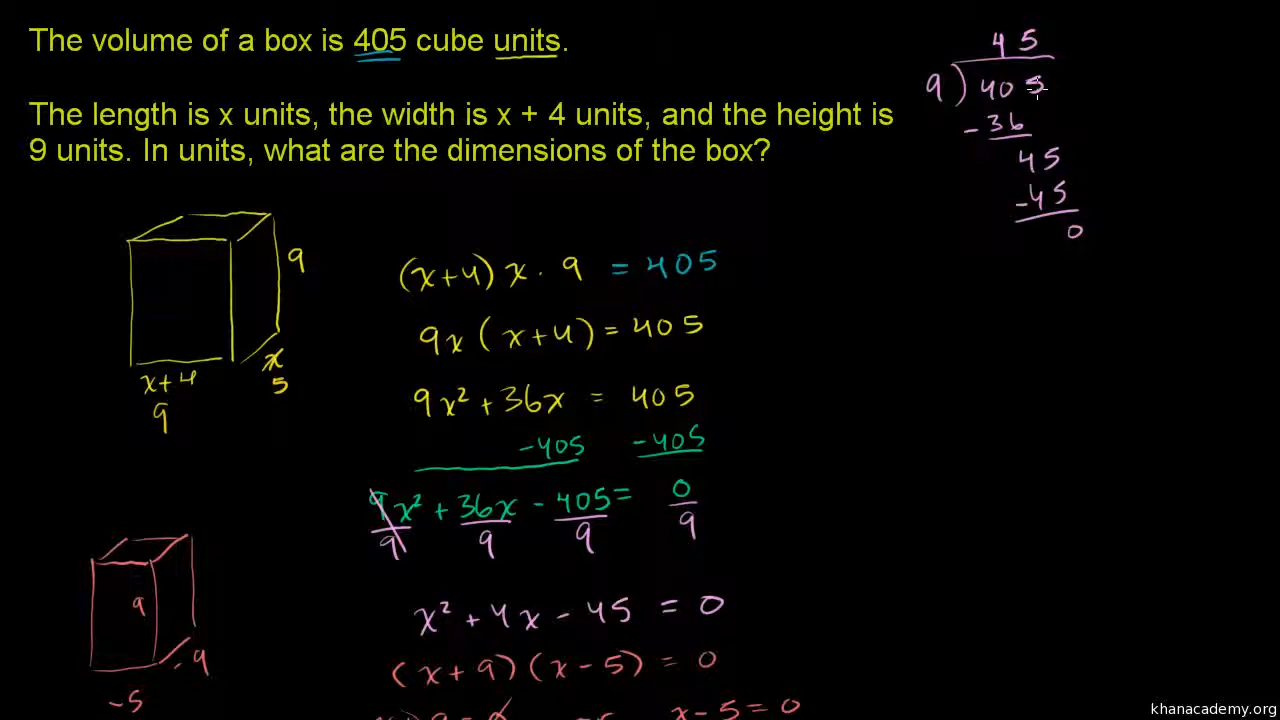 The volume of a box is 405 cube units.
The length is x units, the width is x + 4 units, and the height is
9 units. In units, what are the dimensions of the box?
45
9 ) 405
-36
45
-45
0
9
x+4
9
x
5
(x+4) x · 9 = 405
9x (x+4) = 405
9x² + 36x = 405
-405 -405
9x² + 36x - 405 = 0
9 9 9 9
x² + 4x - 45 = 0
(x+9)(x-5) = 0
x-5=0
9
-9
-5
khanacademy.org